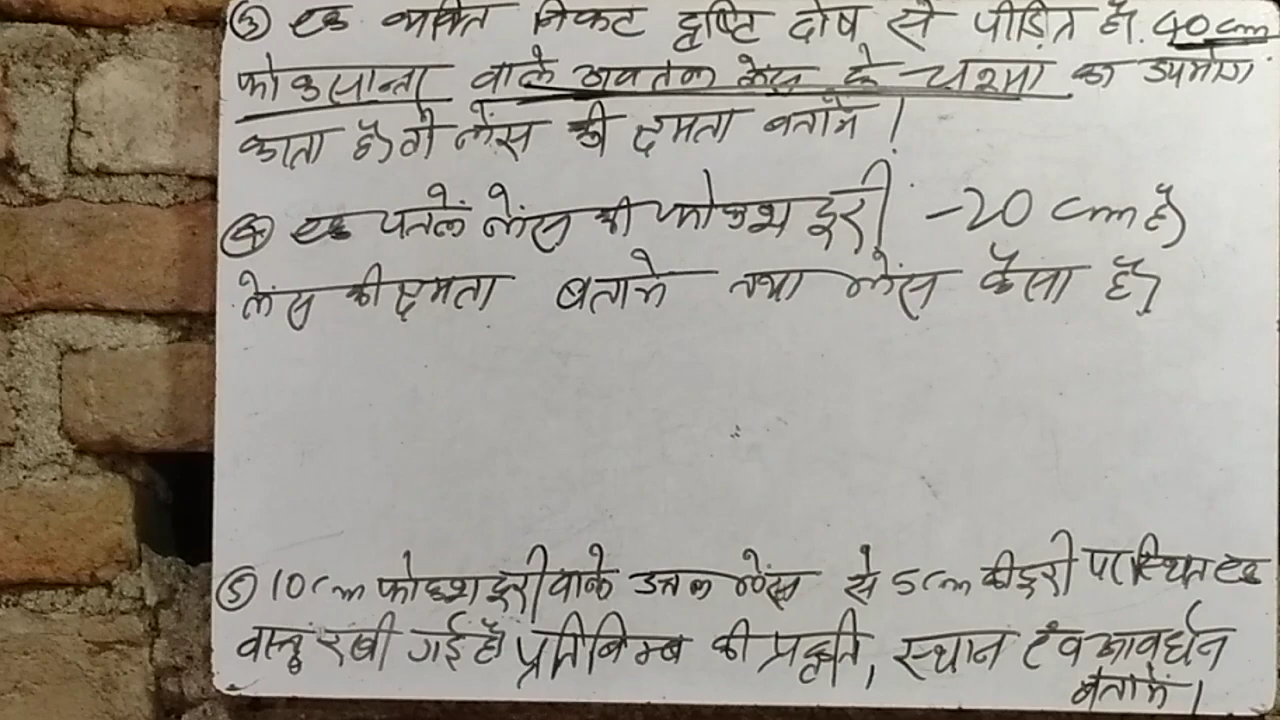 ③ एक व्यक्ति निकट दृष्टि दोष से पीड़ित है। 40 cm
फोकसान्तर वाले अवतल लेंस के चश्मा का उपयोग
करता है, तो लेंस की क्षमता बतायें।
④ एक पतले लेंस की फोकस दूरी -20 cm है
लेंस की क्षमता बतायें तथा लेंस कैसा है,
⑤ 10 cm फोकस दूरी वाले उत्तल लेंस से 5 cm की दूरी पर स्थित एक
वास्तु रखी गई है। प्रतिबिम्ब की प्रकृति, स्थान एंव आवर्धन
बतायें।